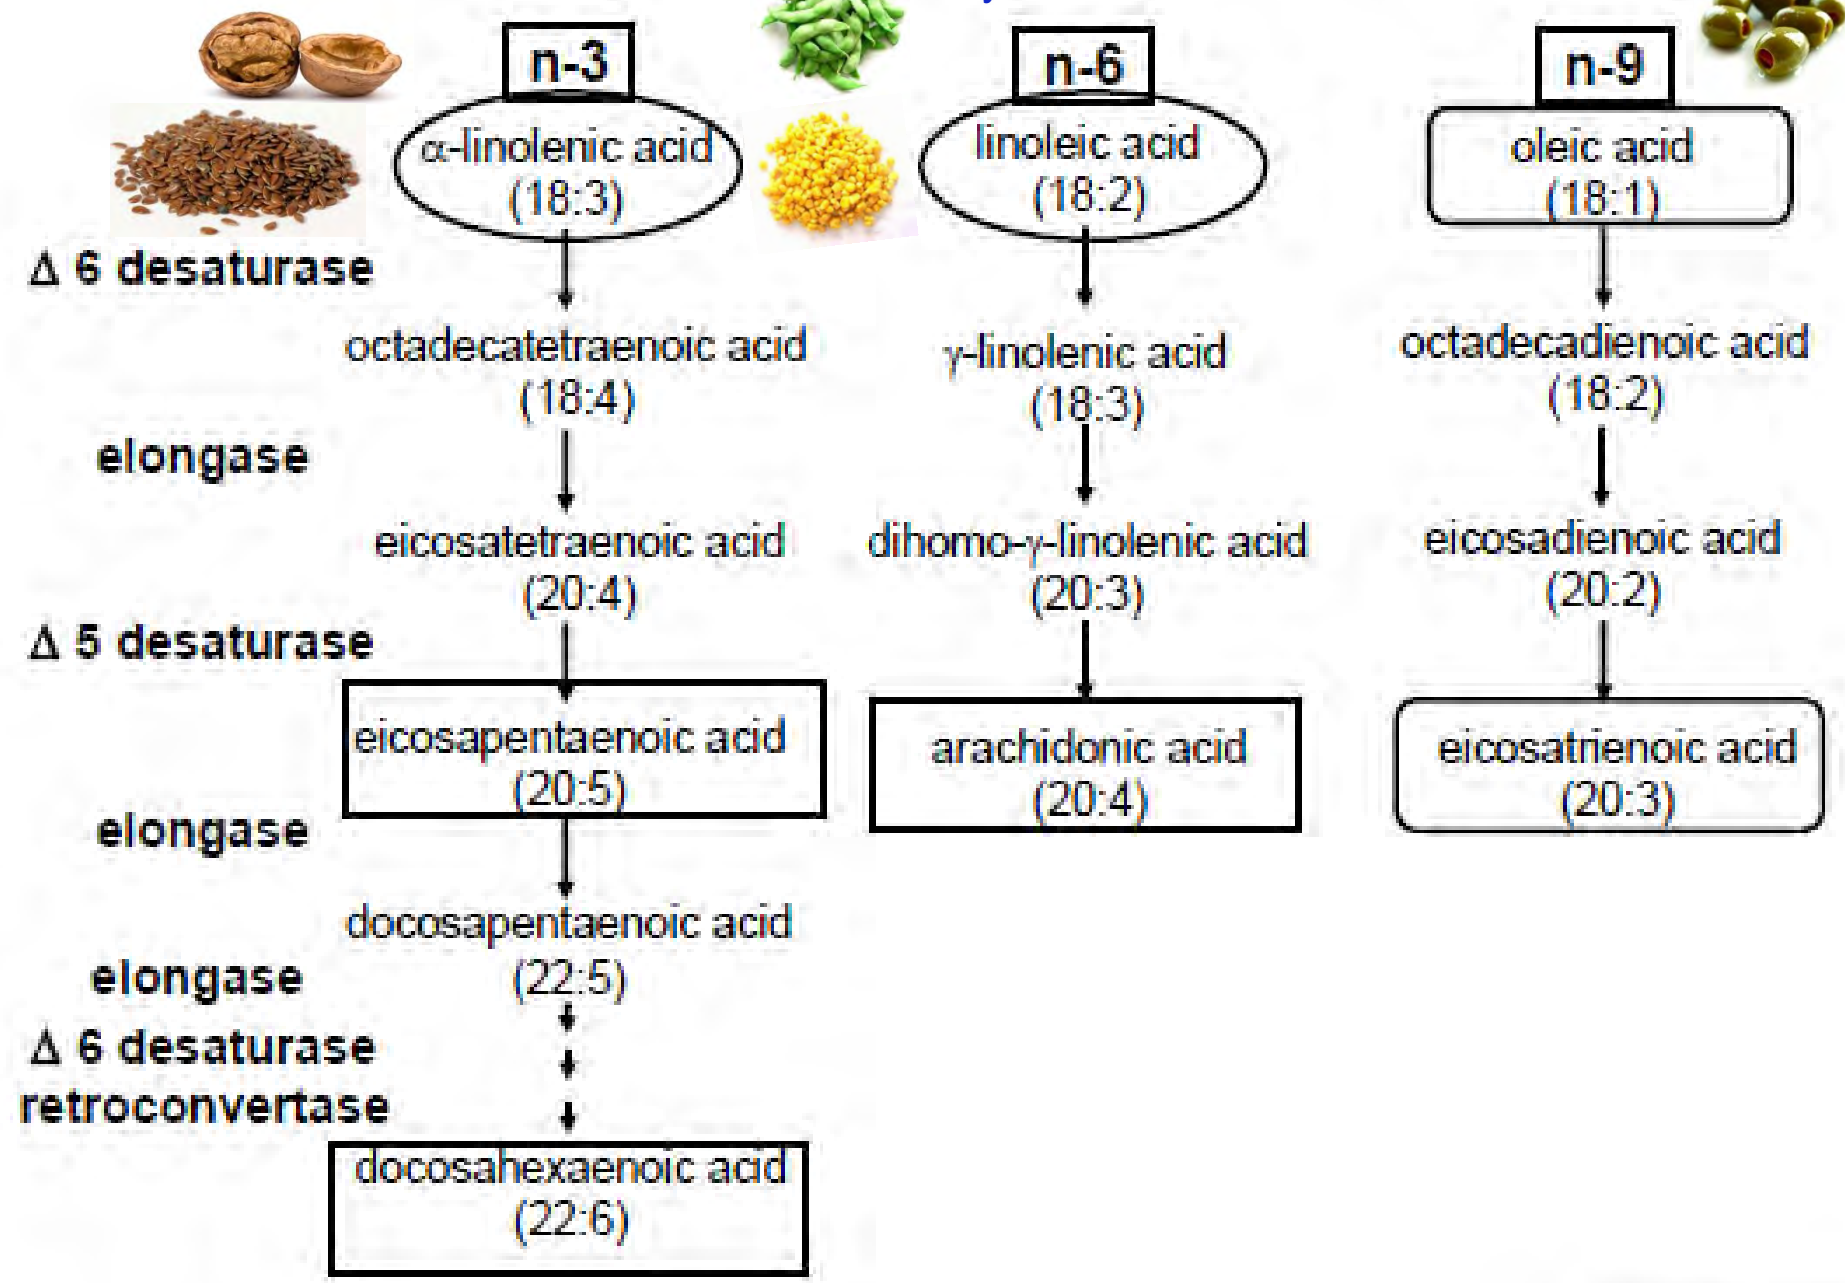 n-3
n-6
n-9
α-linolenic acid
(18:3)
linoleic acid
(18:2)
oleic acid
(18:1)
Δ 6 desaturase
octadecatetraenoic acid
(18:4)
γ-linolenic acid
(18:3)
octadecadienoic acid
(18:2)
elongase
eicosatetraenoic acid
(20:4)
dihomo-γ-linolenic acid
(20:3)
eicosadienoic acid
(20:2)
Δ 5 desaturase
eicosapentaenoic acid
(20:5)
arachidonic acid
(20:4)
eicosatrienoic acid
(20:3)
elongase
docosapentaenoic acid
(22:5)
elongase
Δ 6 desaturase
retroconvertase
docosahexaenoic acid
(22:6)